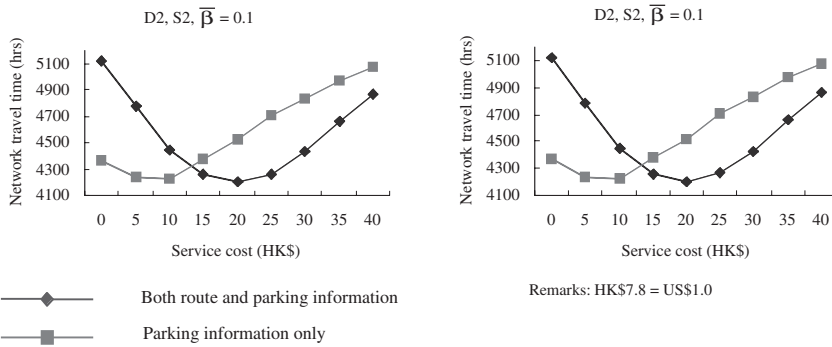 D2, S2, β̅ = 0.1
Network travel time (hrs)
5100
4900
4700
4500
4300
4100
0 5 10 15 20 25 30 35 40
Service cost (HK$)
D2, S2, β̅ = 0.1
Network travel time (hrs)
5100
4900
4700
4500
4300
4100
0 5 10 15 20 25 30 35 40
Service cost (HK$)
Both route and parking information
Parking information only
Remarks: HK$7.8 = US$1.0